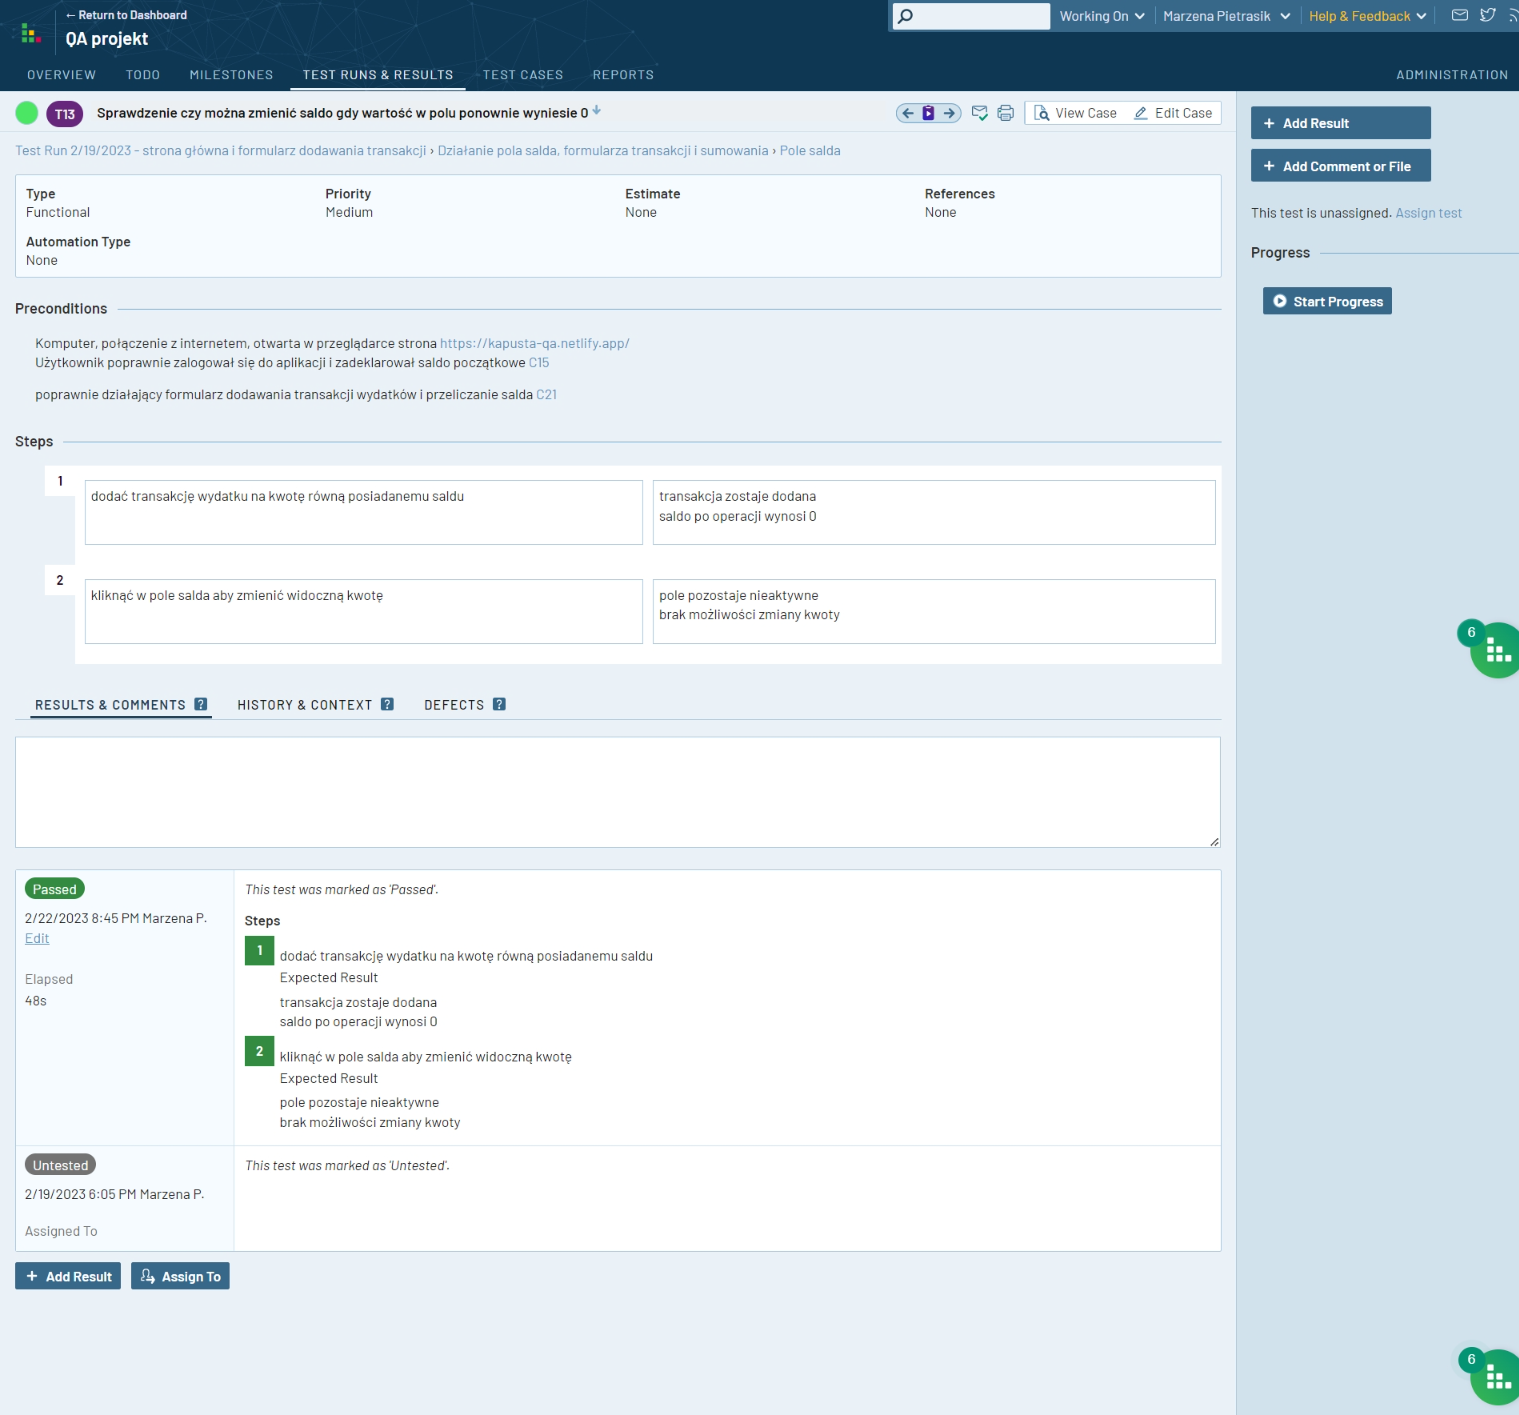 ← Return to Dashboard
QA projekt
Working On
Marzena Pietrasik
Help & Feedback
OVERVIEW
TODO
MILESTONES
TEST RUNS & RESULTS
TEST CASES
REPORTS
ADMINISTRATION
T13
Sprawdzenie czy można zmienić saldo gdy wartość w polu ponownie wyniesie 0
View Case
Edit Case
Test Run 2/19/2023 - strona główna i formularz dodawania transakcji › Działanie pola salda, formularza transakcji i sumowania › Pole salda
Type
Functional
Priority
Medium
Estimate
None
References
None
Automation Type
None
Preconditions
Komputer, połączenie z internetem, otwarta w przeglądarce strona https://kapusta-qa.netlify.app/
Użytkownik poprawnie zalogował się do aplikacji i zadeklarował saldo początkowe C15
poprawnie działający formularz dodawania transakcji wydatków i przeliczanie salda C21
Steps
1
dodać transakcję wydatku na kwotę równą posiadanemu saldu
transakcja zostaje dodana
saldo po operacji wynosi 0
2
kliknąć w pole salda aby zmienić widoczną kwotę
pole pozostaje nieaktywne
brak możliwości zmiany kwoty
RESULTS & COMMENTS ?
HISTORY & CONTEXT ?
DEFECTS ?
Passed
2/22/2023 8:45 PM Marzena P.
Edit
Elapsed
48s
This test was marked as 'Passed'.
Steps
1
dodać transakcję wydatku na kwotę równą posiadanemu saldu
Expected Result
transakcja zostaje dodana
saldo po operacji wynosi 0
2
kliknąć w pole salda aby zmienić widoczną kwotę
Expected Result
pole pozostaje nieaktywne
brak możliwości zmiany kwoty
Untested
2/19/2023 6:05 PM Marzena P.
Assigned To
This test was marked as 'Untested'.
+ Add Result
Assign To
+ Add Result
+ Add Comment or File
This test is unassigned. Assign test
Progress
Start Progress
6
6